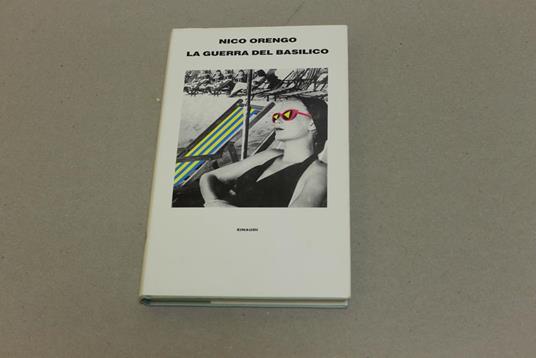 NICO ORENGO
LA GUERRA DEL BASILICO
EINAUDI